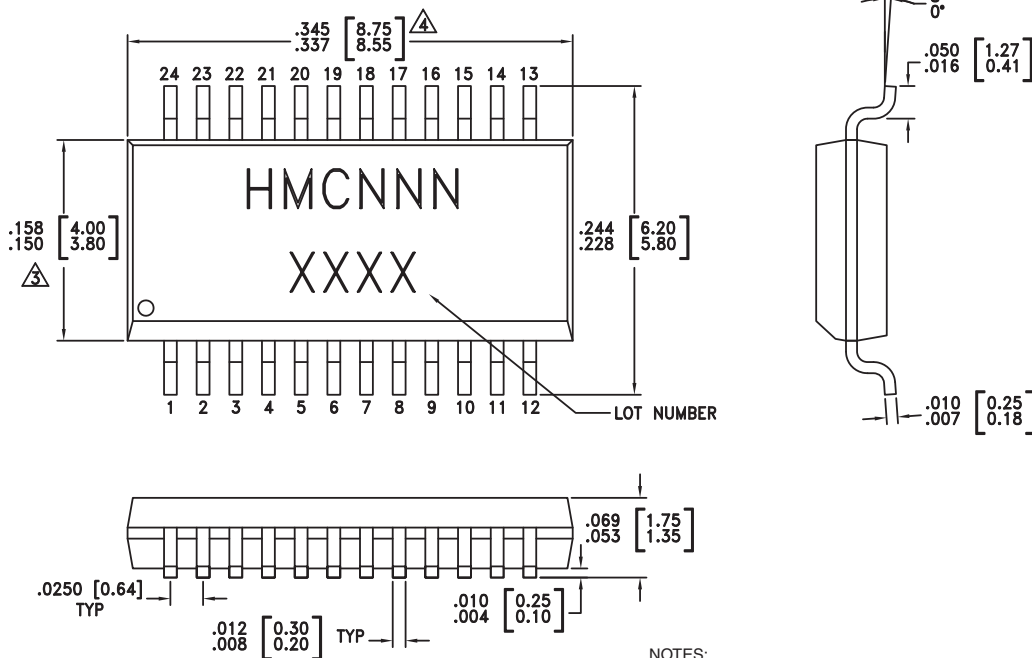 .345 [8.75]
.337 [8.55] 4
0°
.050 [1.27]
.016 [0.41]
24 23 22 21 20 19 18 17 16 15 14 13
HMCNNN
XXXX
.158 [4.00]
.150 [3.80]
3
.244 [6.20]
.228 [5.80]
1 2 3 4 5 6 7 8 9 10 11 12
LOT NUMBER
.010 [0.25]
.007 [0.18]
.069 [1.75]
.053 [1.35]
.0250 [0.64]
TYP
.010 [0.25]
.004 [0.10]
.012 [0.30]
.008 [0.20] TYP
NOTES: